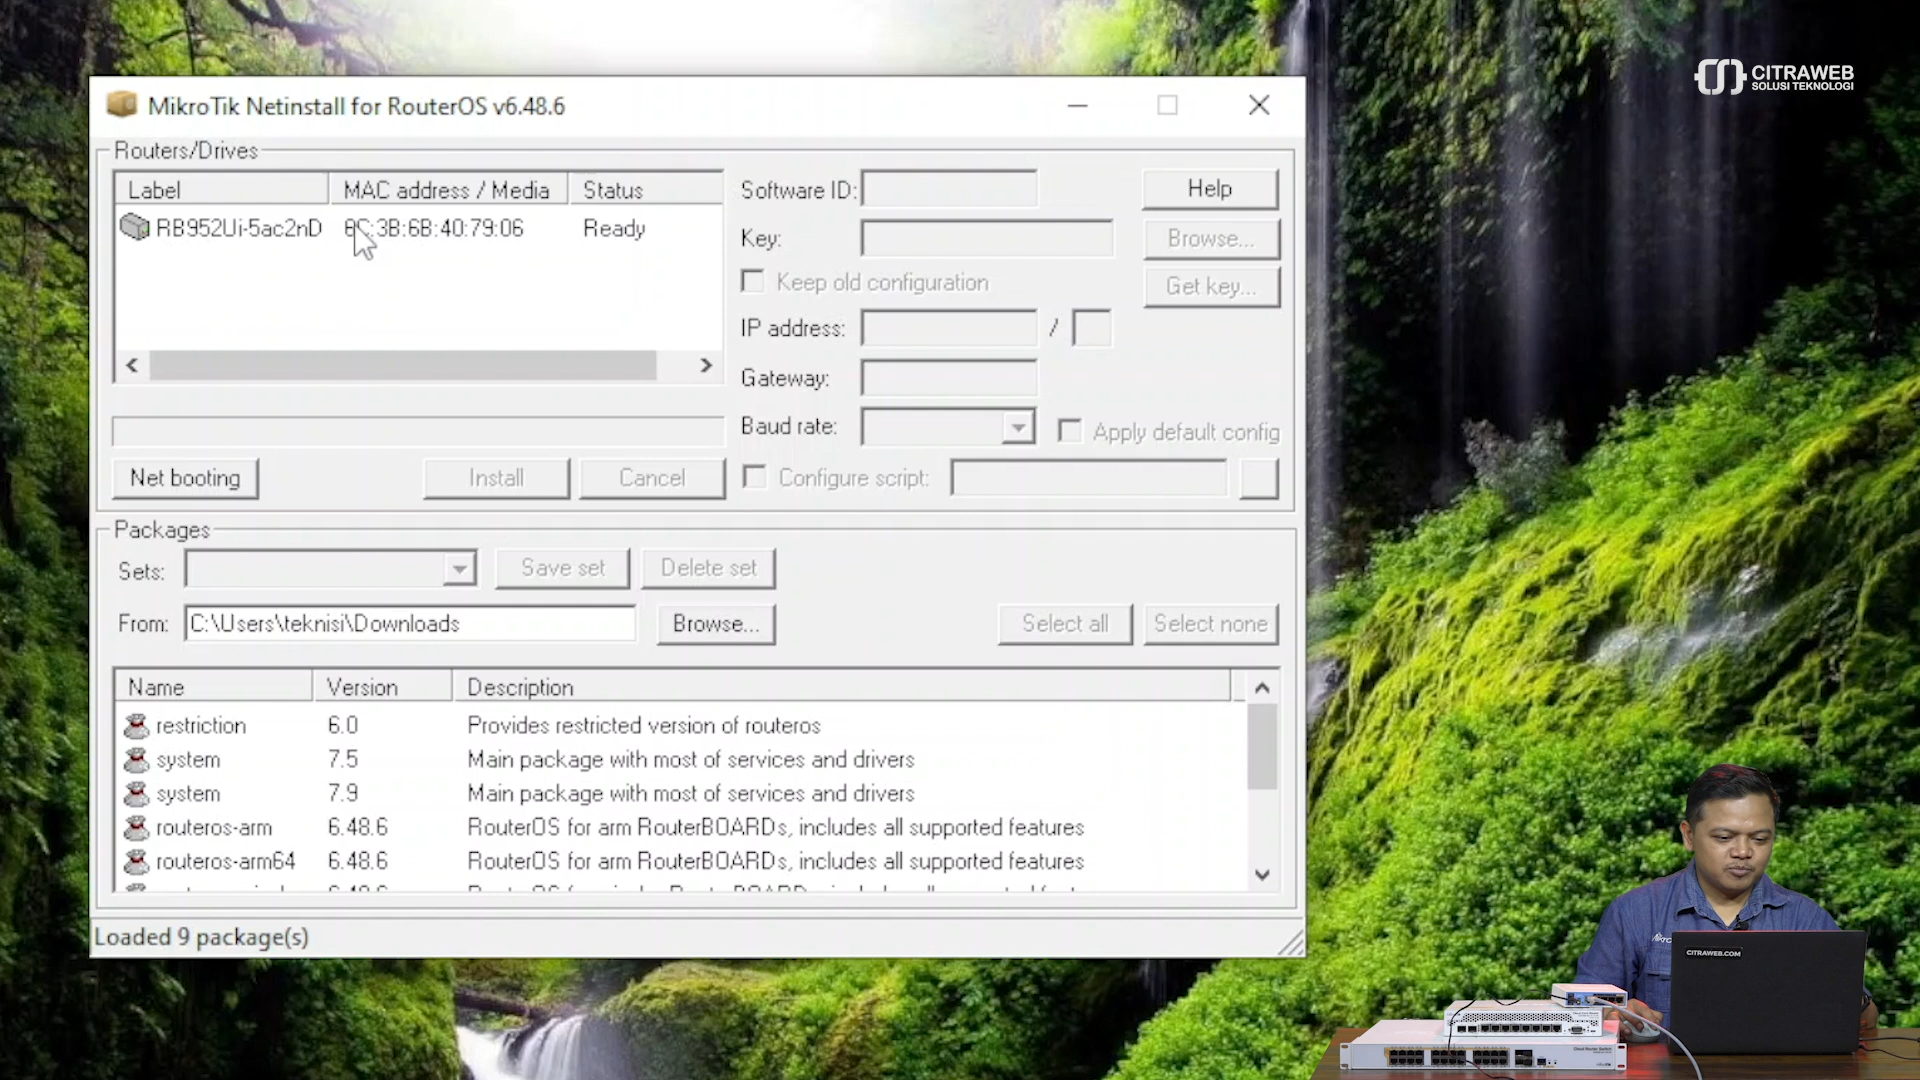 CITRAWEB
SOLUSI TEKNOLOGI
MikroTik Netinstall for RouterOS v6.48.6
Routers/Drives
Label MAC address / Media Status
RB952Ui-5ac2nD 6C:3B:6B:40:79:06 Ready
Software ID:
Help
Key:
Browse...
Keep old configuration
Get key...
IP address: /
Gateway:
Baud rate:
Apply default config
Net booting Install Cancel
Configure script:
Packages
Sets: Save set Delete set
From: C:\Users\teknisi\Downloads Browse... Select all Select none
Name Version Description
restriction 6.0 Provides restricted version of routeros
system 7.5 Main package with most of services and drivers
system 7.9 Main package with most of services and drivers
routeros-arm 6.48.6 RouterOS for arm RouterBOARDs, includes all supported features
routeros-arm64 6.48.6 RouterOS for arm RouterBOARDs, includes all supported features
Loaded 9 package(s)
CITRAWEB.COM